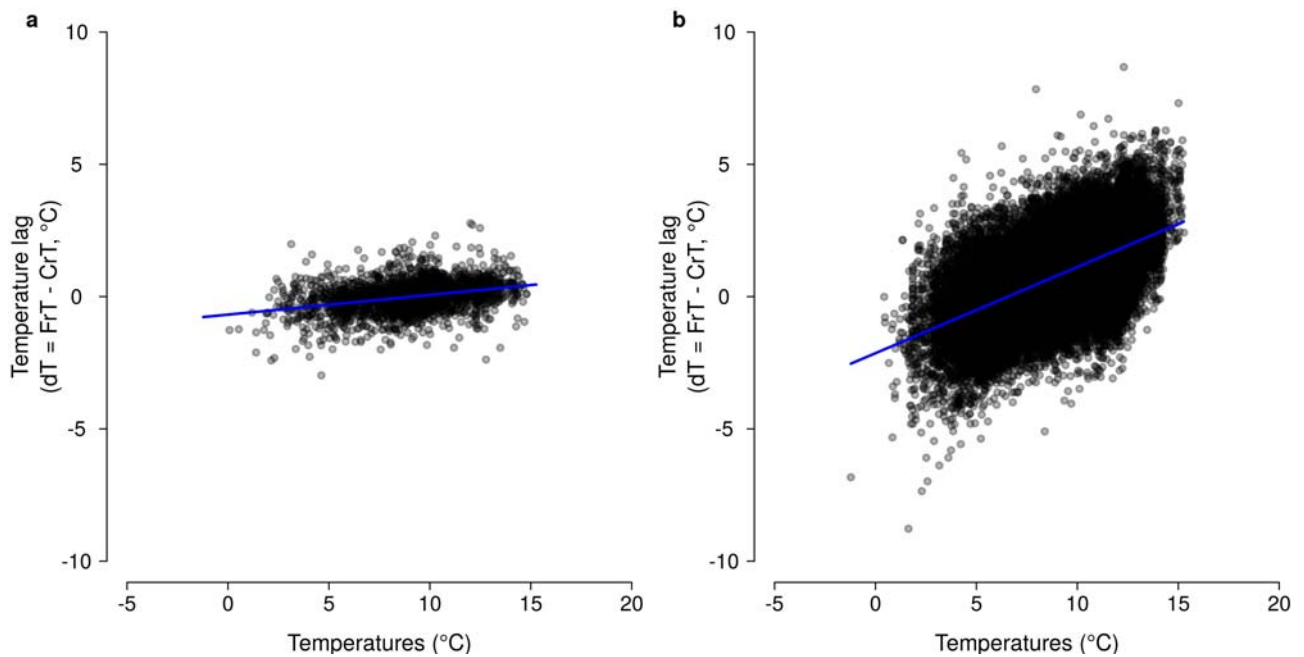 a
10
5
0
-5
-10
Temperature lag
(dT = FrT - CrT, °C)
-5 0 5 10 15 20
Temperatures (°C)
b
10
5
0
-5
-10
Temperature lag
(dT = FrT - CrT, °C)
-5 0 5 10 15 20
Temperatures (°C)